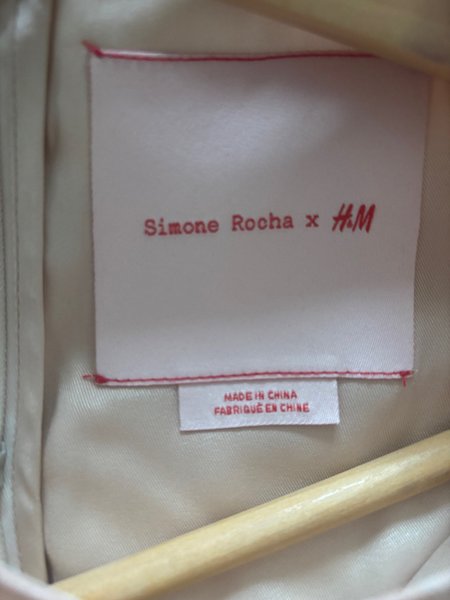 Simone Rocha x H&M
MADE IN CHINA
FABRIQUÉ EN CHINE